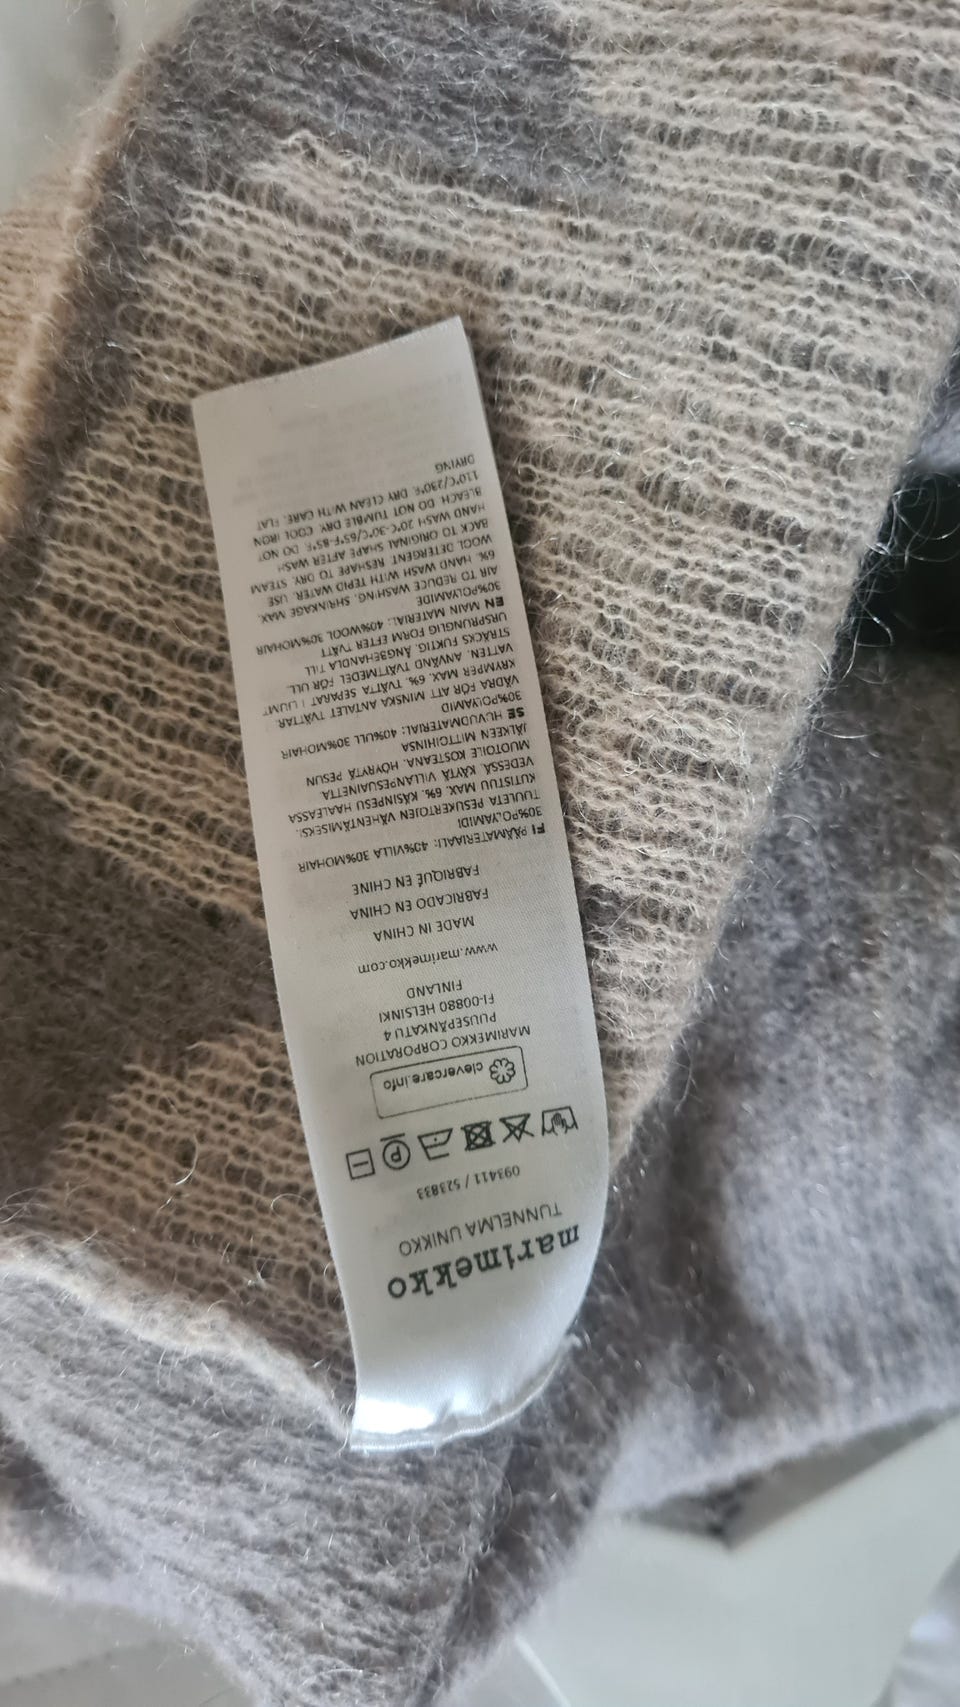 marimekko
TUNNELMA UNIKKO
093411 / 523833
P
clevercare.info
MARIMEKKO CORPORATION
PUUSEPÄNKATU 4
FI-00880 HELSINKI
FINLAND
www.marimekko.com
MADE IN CHINA
FABRICADO EN CHINA
FABRIQUÉ EN CHINE
FI PÄÄMATERIAALI: 40%VILLA 30%MOHAIR
30%POLYAMIDI
TUULETA PESUKERTOJEN VÄHENTÄMISEKSI.
KUTISTUU MAX. 6%. KÄSINPESU HAALEASSA
VEDESSÄ. KÄYTÄ VILLANPESUAINETTA.
MUOTOILE KOSTEANA. HÖYRYTÄ PESUN
JÄLKEEN MITTOIHINSA
SE HUVUDMATERIAL: 40%ULL 30%MOHAIR
30%POLYAMID
VÄDRA FÖR ATT MINSKA ANTALET TVÄTTAR.
KRYMPER MAX. 6%. TVÄTTA SEPARAT I LJUMT
VATTEN. ANVÄND TVÄTTMEDEL FÖR ULL.
STRÄCKS FUKTIG. ÅNGBEHANDLA TILL
URSPRUNGLIG FORM EFTER TVÄTT
EN MAIN MATERIAL: 40%WOOL 30%MOHAIR
30%POLYAMIDE
AIR TO REDUCE WASHING. SHRINKAGE MAX.
6%. HAND WASH WITH TEPID WATER. USE
WOOL DETERGENT. RESHAPE TO DRY. STEAM
BACK TO ORIGINAL SHAPE AFTER WASH
HAND WASH 20°C-30°C/65°F-85°F. DO NOT
BLEACH. DO NOT TUMBLE DRY. COOL IRON
110°C/230°F. DRY CLEAN WITH CARE. FLAT
DRYING